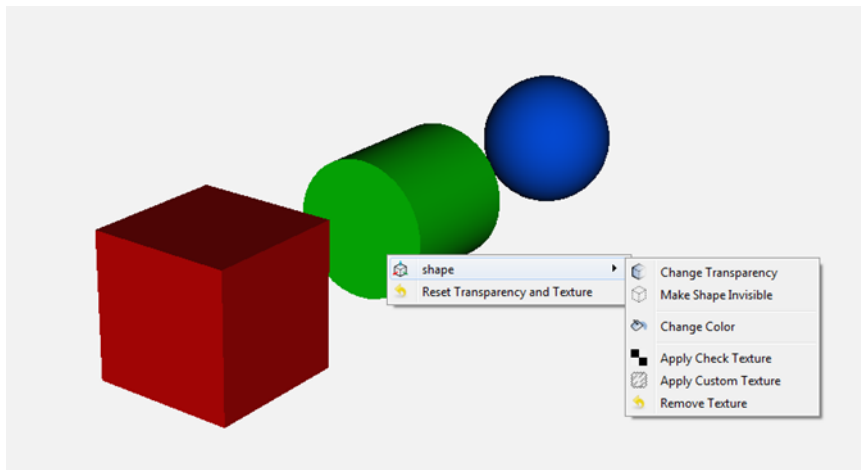 shape
Reset Transparency and Texture
Change Transparency
Make Shape Invisible
Change Color
Apply Check Texture
Apply Custom Texture
Remove Texture